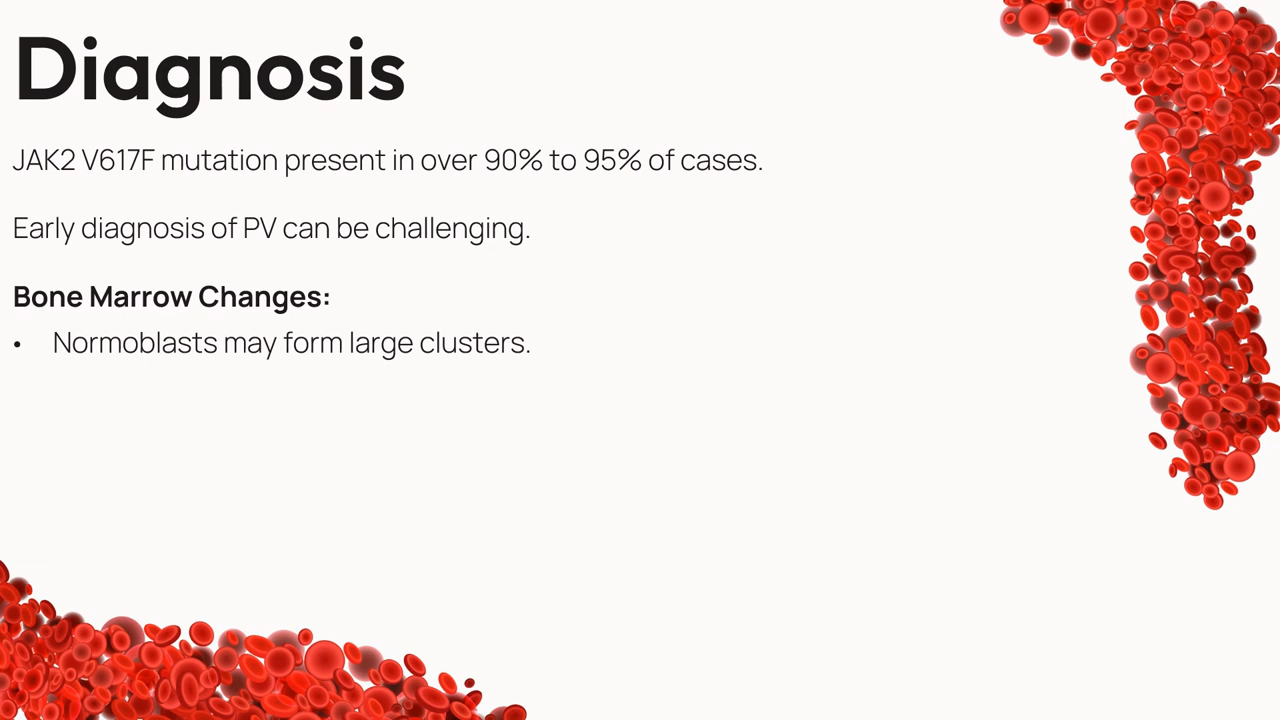 Diagnosis
JAK2 V617F mutation present in over 90% to 95% of cases.
Early diagnosis of PV can be challenging.
Bone Marrow Changes:
• Normoblasts may form large clusters.